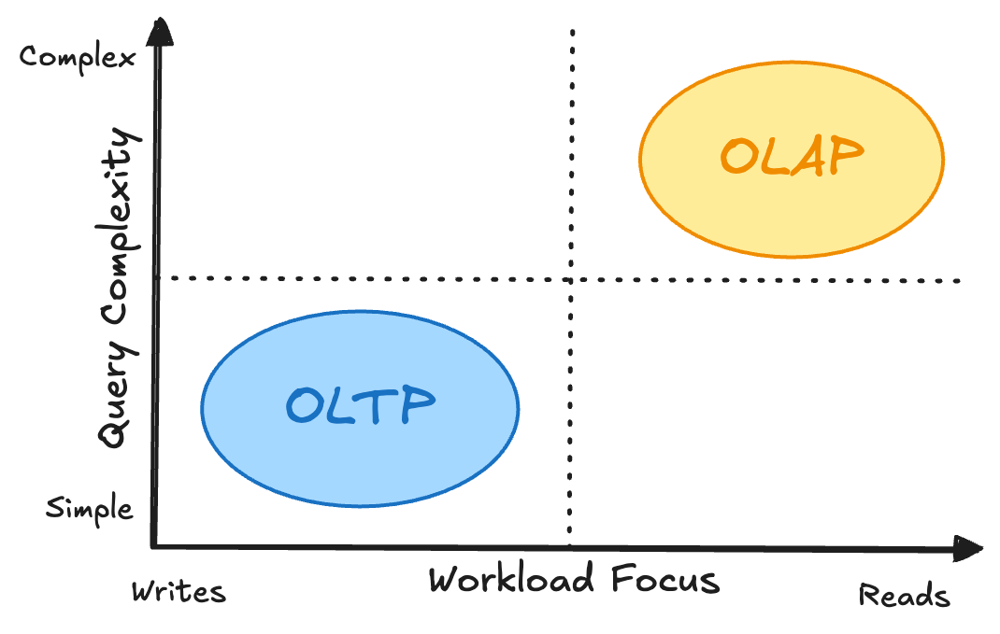 Complex
OLAP
Query Complexity
OLTP
Simple
Workload Focus
Writes
Reads